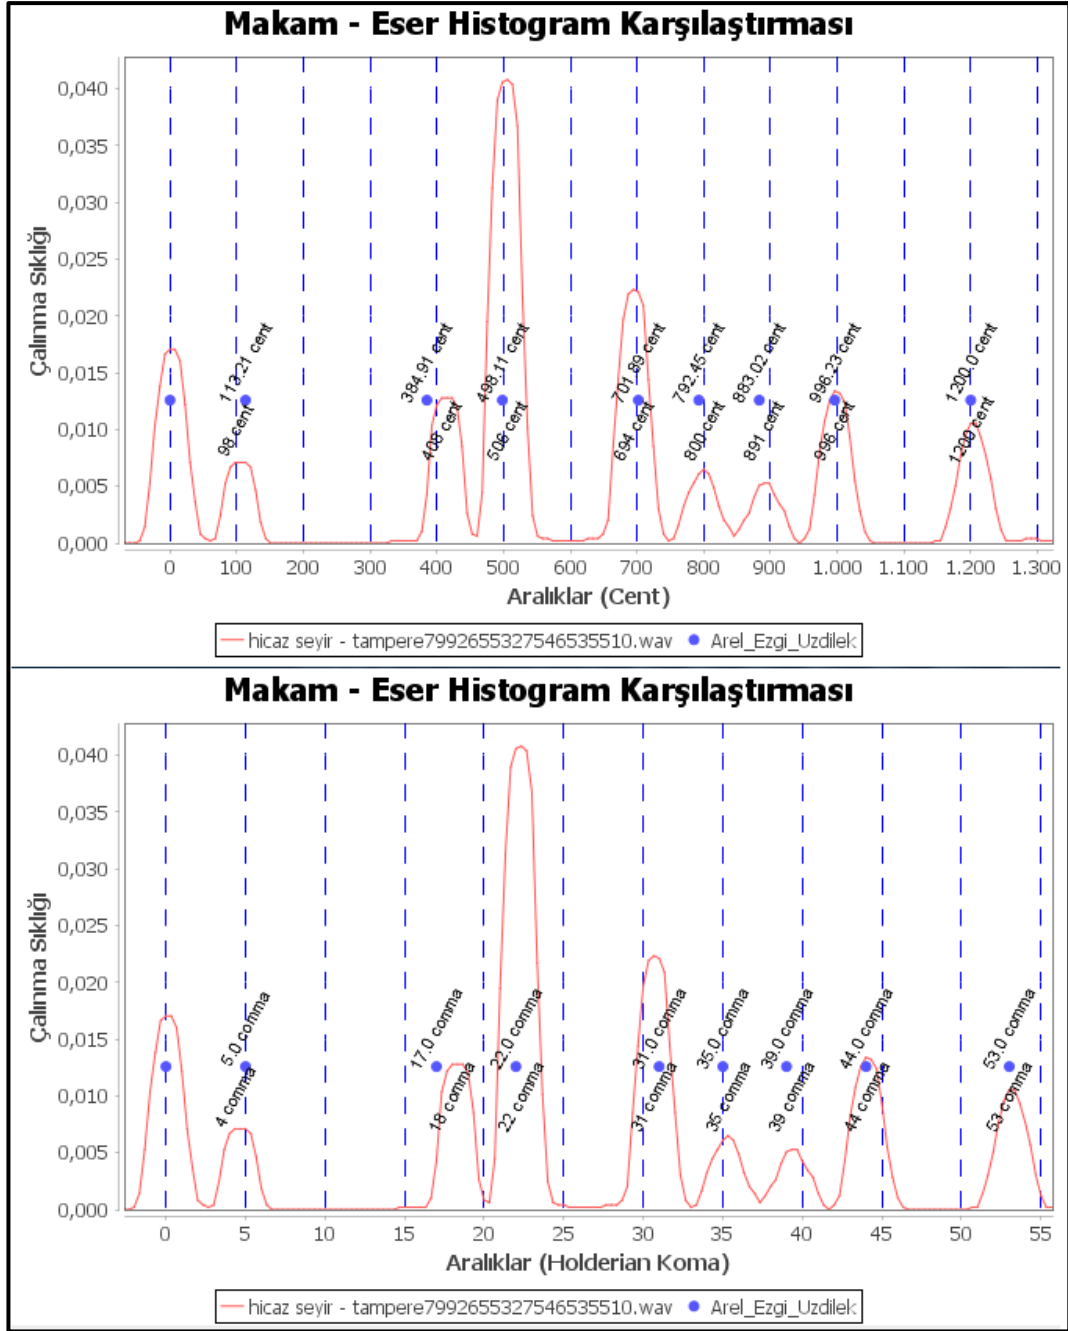 Makam - Eser Histogram Karşılaştırması
Çalınma Sıklığı
0,040
0,035
0,030
0,025
0,020
0,015
0,010
0,005
0,000
113.21 cent
384.91 cent
498.11 cent
701.89 cent
792.45 cent
883.02 cent
996.23 cent
1200.0 cent
98 cent
408 cent
506 cent
694 cent
800 cent
891 cent
996 cent
1200 cent
0 100 200 300 400 500 600 700 800 900 1.000 1.100 1.200 1.300
Aralıklar (Cent)
hicaz seyir - tampere7992655327546535510.wav Arel_Ezgi_Uzdilek
Makam - Eser Histogram Karşılaştırması
Çalınma Sıklığı
0,040
0,035
0,030
0,025
0,020
0,015
0,010
0,005
0,000
5.0 comma
17.0 comma
22.0 comma
31.0 comma
35.0 comma
39.0 comma
44.0 comma
53.0 comma
4 comma
18 comma
22 comma
31 comma
35 comma
39 comma
44 comma
53 comma
0 5 10 15 20 25 30 35 40 45 50 55
Aralıklar (Holderian Koma)
hicaz seyir - tampere7992655327546535510.wav Arel_Ezgi_Uzdilek